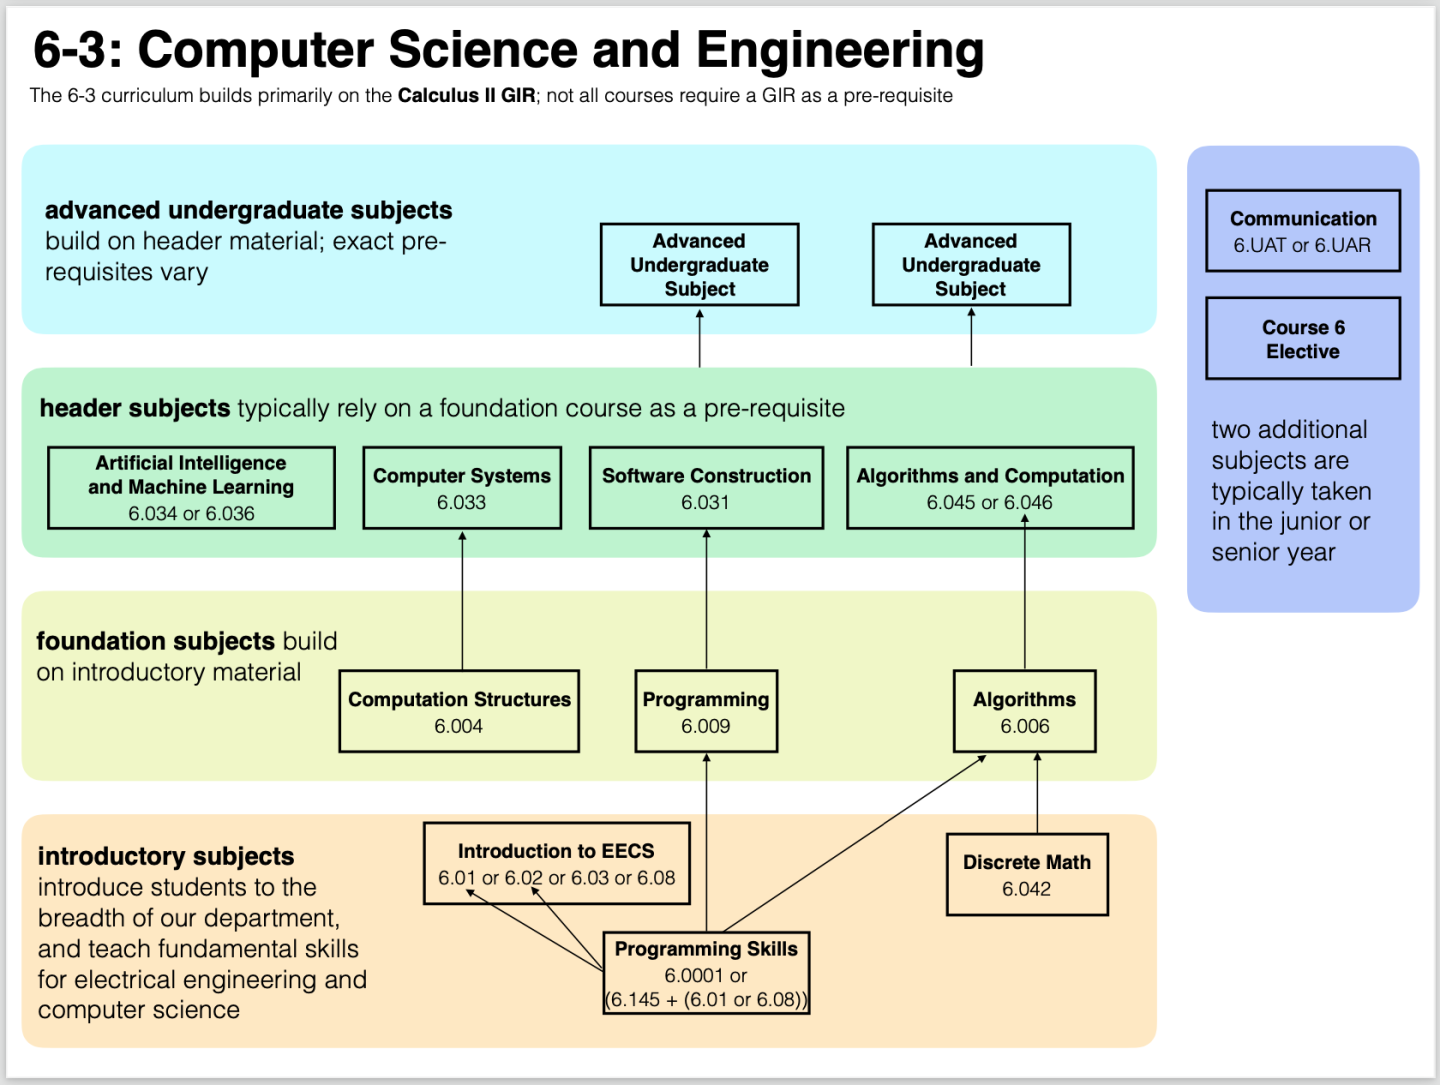 6-3: Computer Science and Engineering
The 6-3 curriculum builds primarily on the Calculus II GIR; not all courses require a GIR as a pre-requisite
advanced undergraduate subjects
build on header material; exact pre-
requisites vary
Advanced
Undergraduate
Subject
Advanced
Undergraduate
Subject
Communication
6.UAT or 6.UAR
Course 6
Elective
two additional
subjects are
typically taken
in the junior or
senior year
header subjects typically rely on a foundation course as a pre-requisite
Artificial Intelligence
and Machine Learning
6.034 or 6.036
Computer Systems
6.033
Software Construction
6.031
Algorithms and Computation
6.045 or 6.046
foundation subjects build
on introductory material
Computation Structures
6.004
Programming
6.009
Algorithms
6.006
introductory subjects
introduce students to the
breadth of our department,
and teach fundamental skills
for electrical engineering and
computer science
Introduction to EECS
6.01 or 6.02 or 6.03 or 6.08
Discrete Math
6.042
Programming Skills
6.0001 or
(6.145 + (6.01 or 6.08))